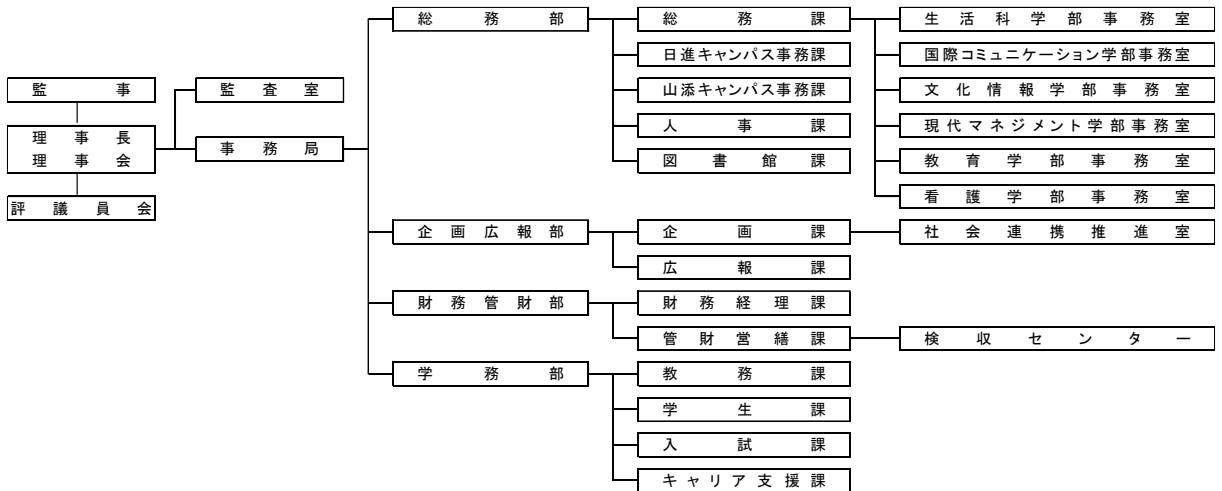 監事
理事長
理事会
評議員会
監査室
事務局
総務部
総務課
生活科学部事務室
国際コミュニケーション学部事務室
文化情報学部事務室
現代マネジメント学部事務室
教育学部事務室
看護学部事務室
日進キャンパス事務課
山添キャンパス事務課
人事課
図書館課
企画広報部
企画課
社会連携推進室
広報課
財務管財部
財務経理課
管財営繕課
検収センター
学務部
教務課
学生課
入試課
キャリア支援課